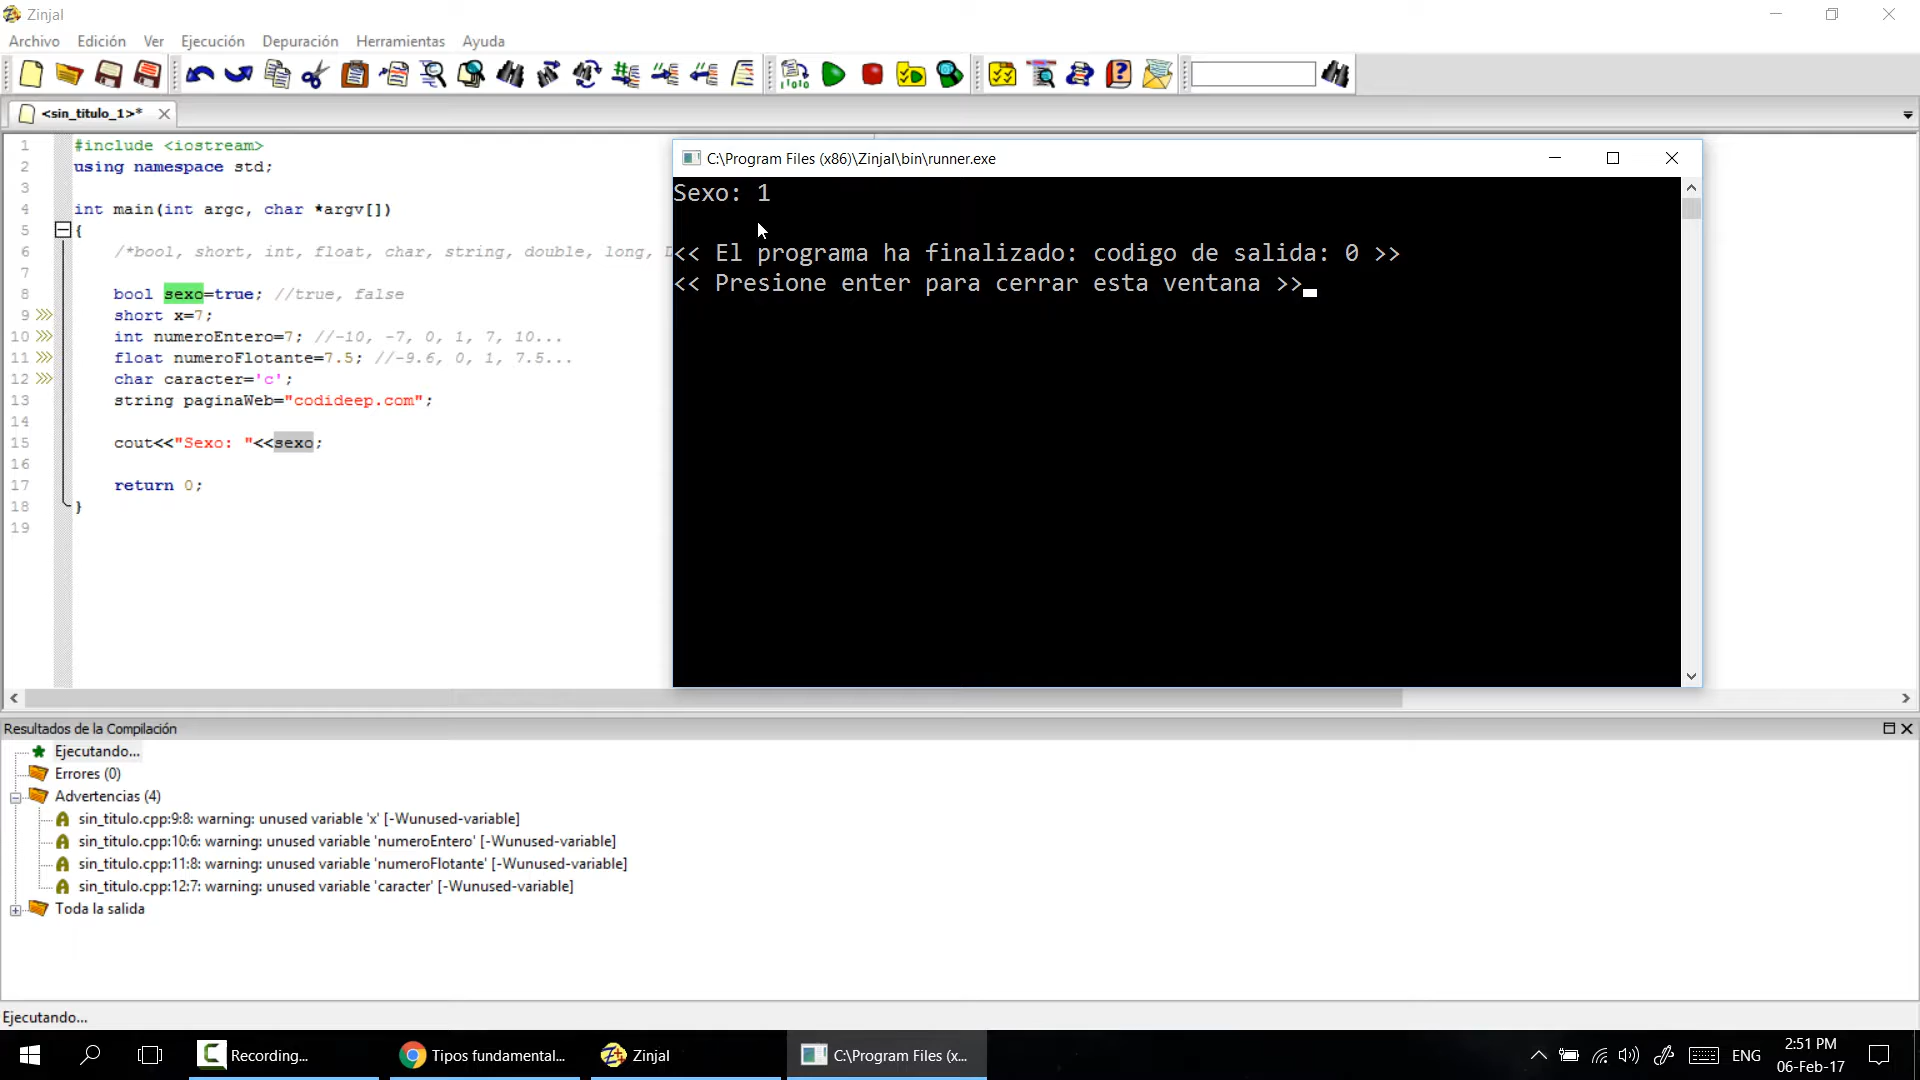 Zinjal
Archivo Edición Ver Ejecución Depuración Herramientas Ayuda
<sin_titulo_1>*
1 #include <iostream>
2 using namespace std;
3
4 int main(int argc, char *argv[])
5 {
6 /*bool, short, int, float, char, string, double, long,
7
8 bool sexo=true; //true, false
9 short x=7;
10 int numeroEntero=7; //-10, -7, 0, 1, 7, 10...
11 float numeroFlotante=7.5; //-9.6, 0, 1, 7.5...
12 char caracter='c';
13 string paginaWeb="codideep.com";
14
15 cout<<"Sexo: "<<sexo;
16
17 return 0;
18 }
19
C:\Program Files (x86)\Zinjal\bin\runner.exe
Sexo: 1
<< El programa ha finalizado: codigo de salida: 0 >>
<< Presione enter para cerrar esta ventana >>
Resultados de la Compilación
Ejecutando...
Errores (0)
Advertencias (4)
sin_titulo.cpp:9:8: warning: unused variable 'x' [-Wunused-variable]
sin_titulo.cpp:10:6: warning: unused variable 'numeroEntero' [-Wunused-variable]
sin_titulo.cpp:11:8: warning: unused variable 'numeroFlotante' [-Wunused-variable]
sin_titulo.cpp:12:7: warning: unused variable 'caracter' [-Wunused-variable]
Toda la salida
Ejecutando...
Recording... Tipos fundamental... Zinjal C:\Program Files (x... ENG 2:51 PM
06-Feb-17